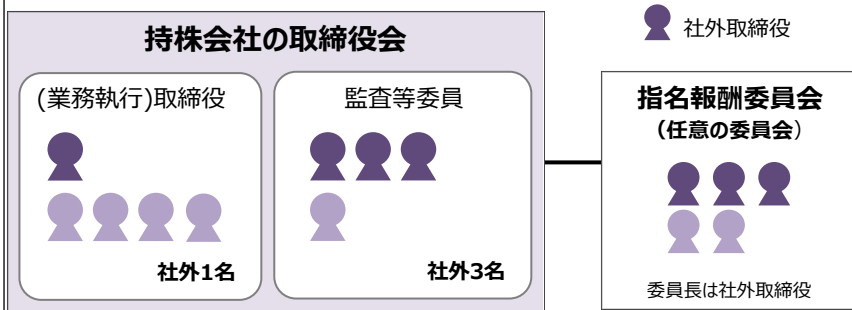 社外取締役
持株会社の取締役会
(業務執行)取締役
監査等委員
社外1名
社外3名
指名報酬委員会
（任意の委員会）
委員長は社外取締役